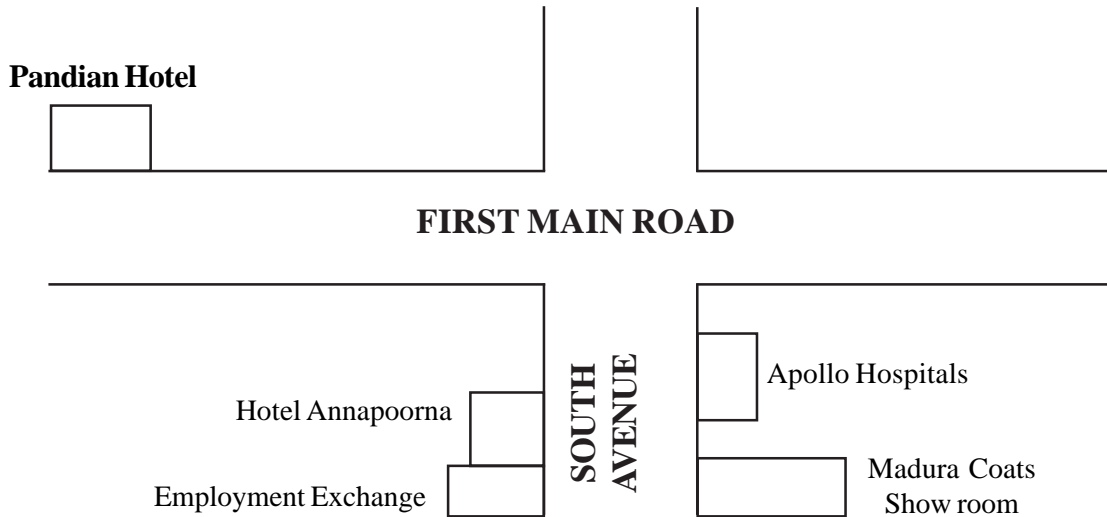 Pandian Hotel
FIRST MAIN ROAD
SOUTH
AVENUE
Apollo Hospitals
Hotel Annapoorna
Madura Coats
Show room
Employment Exchange